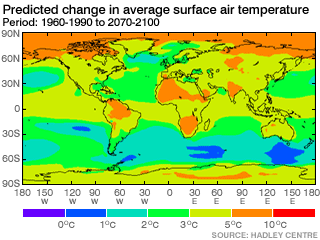 Predicted change in average surface air temperature
Period: 1960-1990 to 2070-2100
90N
60N
30N
0
30S
60S
90S
180 150 120 90 60 30 0 30 60 90 120 150 180
W W W W W E E E E E
0°C 1°C 2°C 3°C 5°C 10°C
SOURCE: HADLEY CENTRE